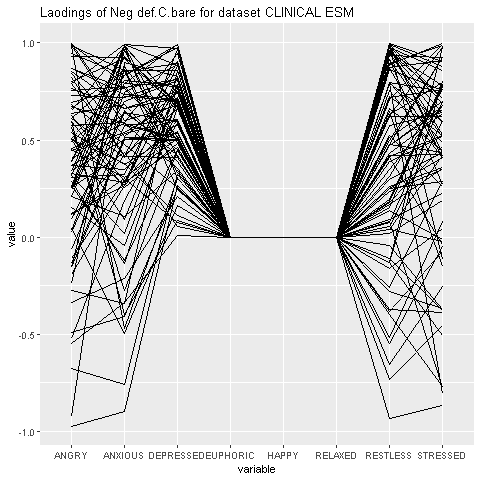 Laodings of Neg def.C.bare for dataset CLINICAL ESM
1.0
0.5
0.0
-0.5
-1.0
value
ANGRY ANXIOUS DEPRESSED EUPHORIC HAPPY RELAXED RESTLESS STRESSED
variable